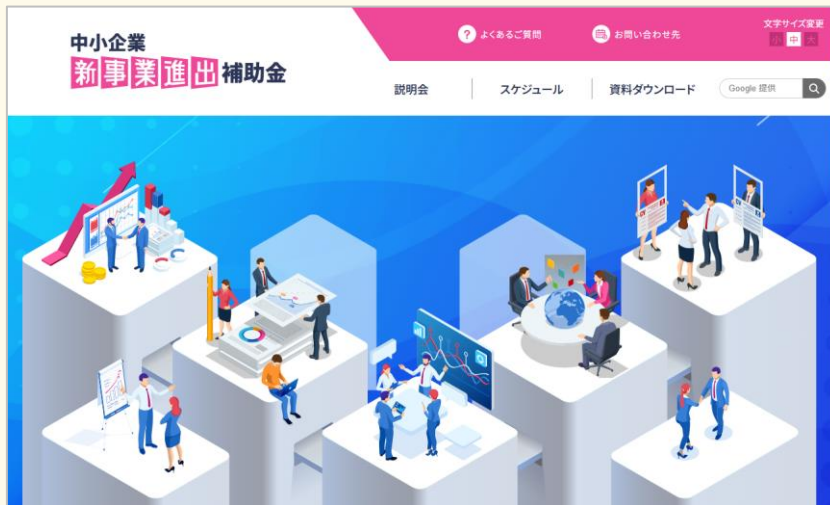 中小企業
新事業進出補助金
よくあるご質問
お問い合わせ先
文字サイズ変更
小 中 大
説明会
スケジュール
資料ダウンロード
Google 提供